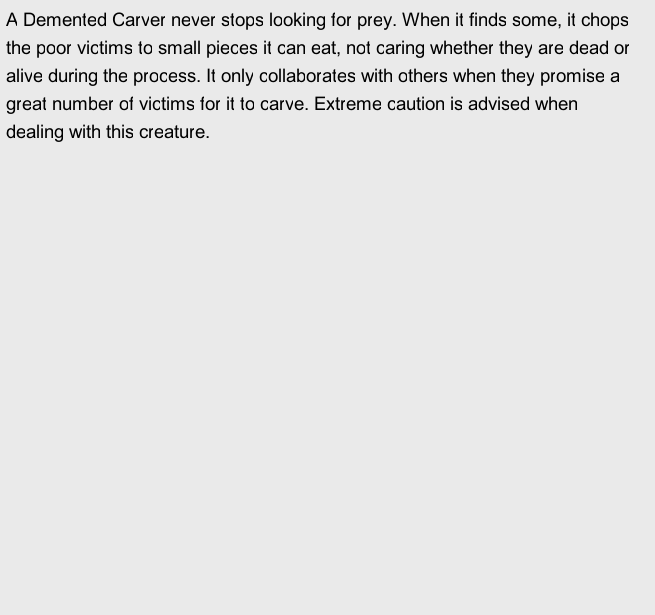 A Demented Carver never stops looking for prey. When it finds some, it chops
the poor victims to small pieces it can eat, not caring whether they are dead or
alive during the process. It only collaborates with others when they promise a
great number of victims for it to carve. Extreme caution is advised when
dealing with this creature.